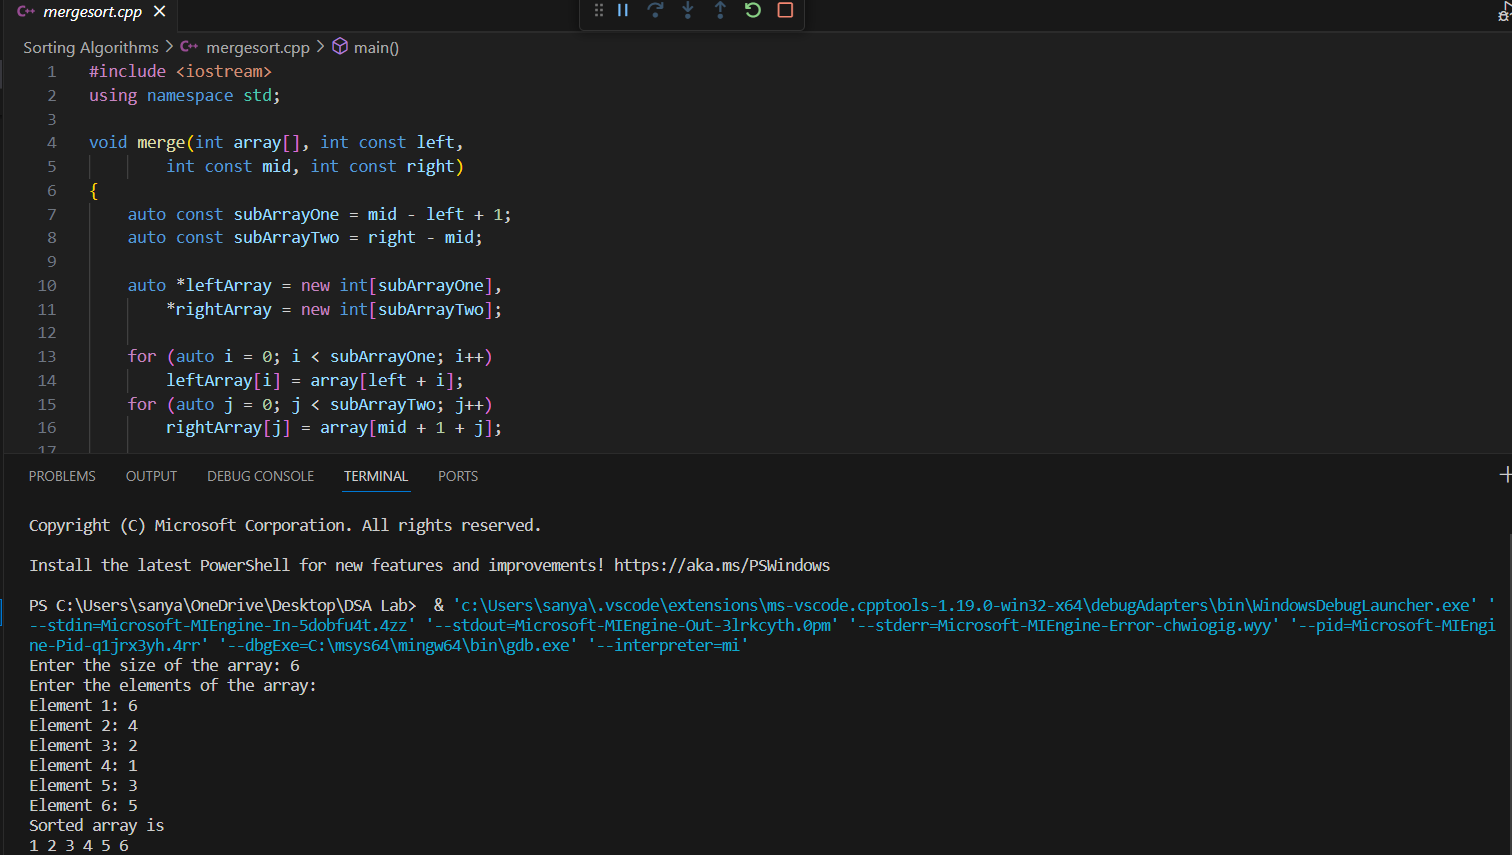 mergesort.cpp
Sorting Algorithms > mergesort.cpp > main()
1 #include <iostream>
2 using namespace std;
3
4 void merge(int array[], int const left,
5 int const mid, int const right)
6 {
7 auto const subArrayOne = mid - left + 1;
8 auto const subArrayTwo = right - mid;
9
10 auto *leftArray = new int[subArrayOne],
11 *rightArray = new int[subArrayTwo];
12
13 for (auto i = 0; i < subArrayOne; i++)
14 leftArray[i] = array[left + i];
15 for (auto j = 0; j < subArrayTwo; j++)
16 rightArray[j] = array[mid + 1 + j];
17
PROBLEMS OUTPUT DEBUG CONSOLE TERMINAL PORTS
Copyright (C) Microsoft Corporation. All rights reserved.
Install the latest PowerShell for new features and improvements! https://aka.ms/PSWindows
PS C:\Users\sanya\OneDrive\Desktop\DSA Lab>  & 'c:\Users\sanya\.vscode\extensions\ms-vscode.cpptools-1.19.0-win32-x64\debugAdapters\bin\WindowsDebugLauncher.exe' '
--stdin=Microsoft-MIEngine-In-5dobfu4t.4zz' '--stdout=Microsoft-MIEngine-Out-3lrkcyth.0pm' '--stderr=Microsoft-MIEngine-Error-chwiogig.wyy' '--pid=Microsoft-MIEngi
ne-Pid-q1jrx3yh.4rr' '--dbgExe=C:\msys64\mingw64\bin\gdb.exe' '--interpreter=mi'
Enter the size of the array: 6
Enter the elements of the array:
Element 1: 6
Element 2: 4
Element 3: 2
Element 4: 1
Element 5: 3
Element 6: 5
Sorted array is
1 2 3 4 5 6